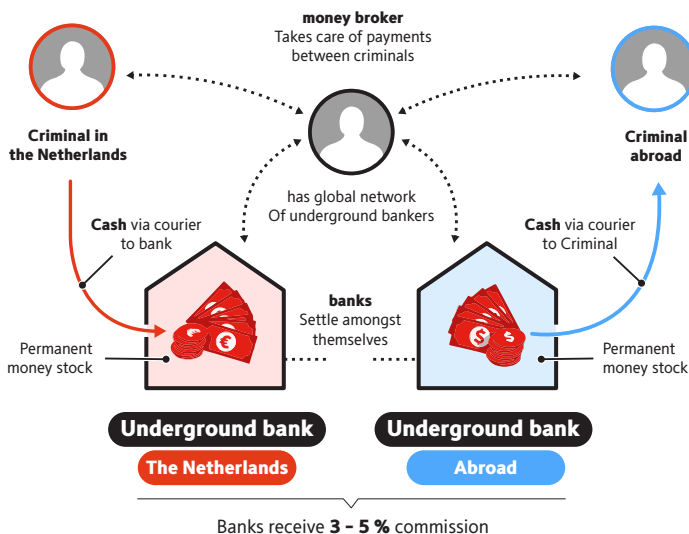 money broker
Takes care of payments
between criminals
Criminal in
the Netherlands
Criminal
abroad
has global network
Of underground bankers
Cash via courier
to bank
Cash via courier
to Criminal
banks
Settle amongst
themselves
Permanent
money stock
Permanent
money stock
€
€
$
$
Underground bank
The Netherlands
Underground bank
Abroad
Banks receive 3 - 5 % commission